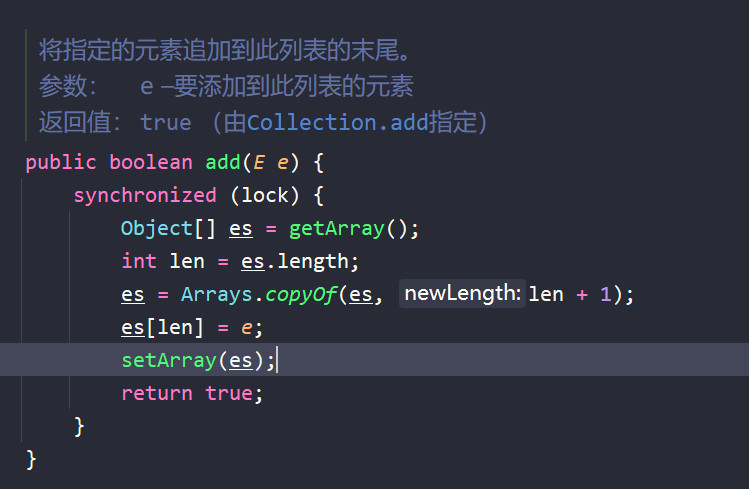 将指定的元素追加到此列表的末尾。
参数： e –要添加到此列表的元素
返回值： true （由Collection.add指定）
public boolean add(E e) {
    synchronized (lock) {
        Object[] es = getArray();
        int len = es.length;
        es = Arrays.copyOf(es, newLength: len + 1);
        es[len] = e;
        setArray(es);
        return true;
    }
}